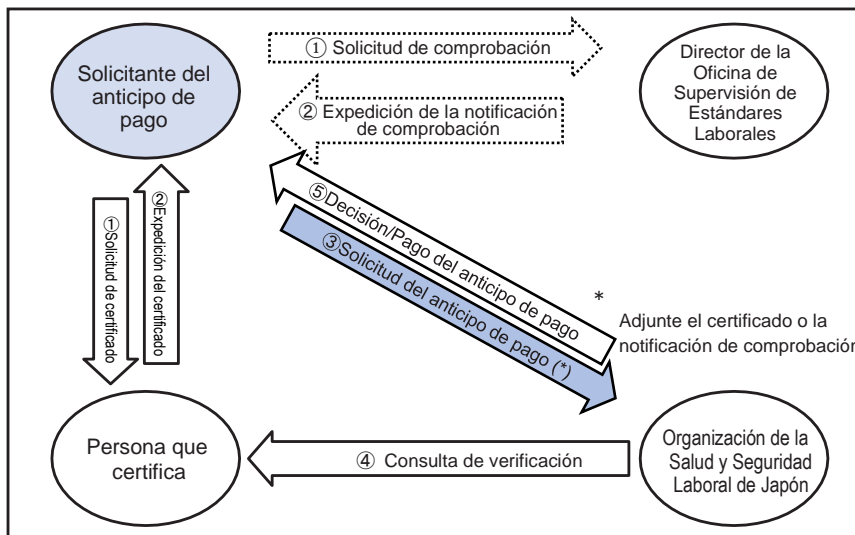 Solicitante del
anticipo de
pago
① Solicitud de comprobación
② Expedición de la notificación
de comprobación
Director de la
Oficina de
Supervisión de
Estándares
Laborales
①Solicitud de certificado
②Expedición del certificado
⑤Decisión/Pago del anticipo de pago
③Solicitud del anticipo de pago (*)
*
Adjunte el certificado o la
notificación de comprobación
Persona que
certifica
④ Consulta de verificación
Organización de la
Salud y Seguridad
Laboral de Japón